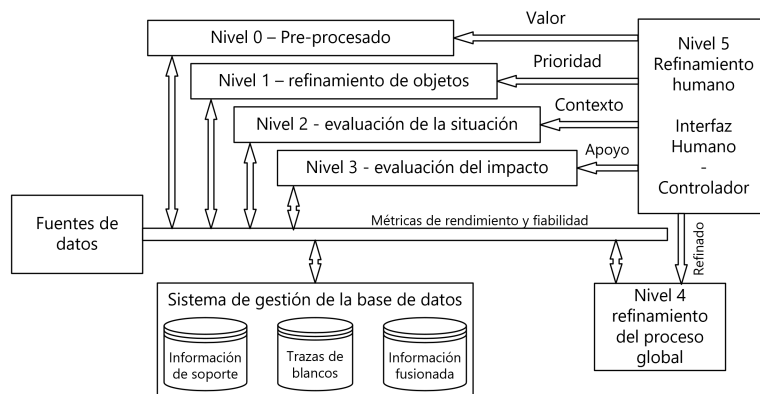 Valor
Nivel 0 – Pre-procesado
Prioridad
Nivel 1 – refinamiento de objetos
Contexto
Nivel 2 - evaluación de la situación
Apoyo
Nivel 3 - evaluación del impacto
Nivel 5
Refinamiento
humano
Interfaz
Humano
-
Controlador
Fuentes de
datos
Métricas de rendimiento y fiabilidad
Refinado
Sistema de gestión de la base de datos
Información
de soporte
Trazas de
blancos
Información
fusionada
Nivel 4
refinamiento
del proceso
global